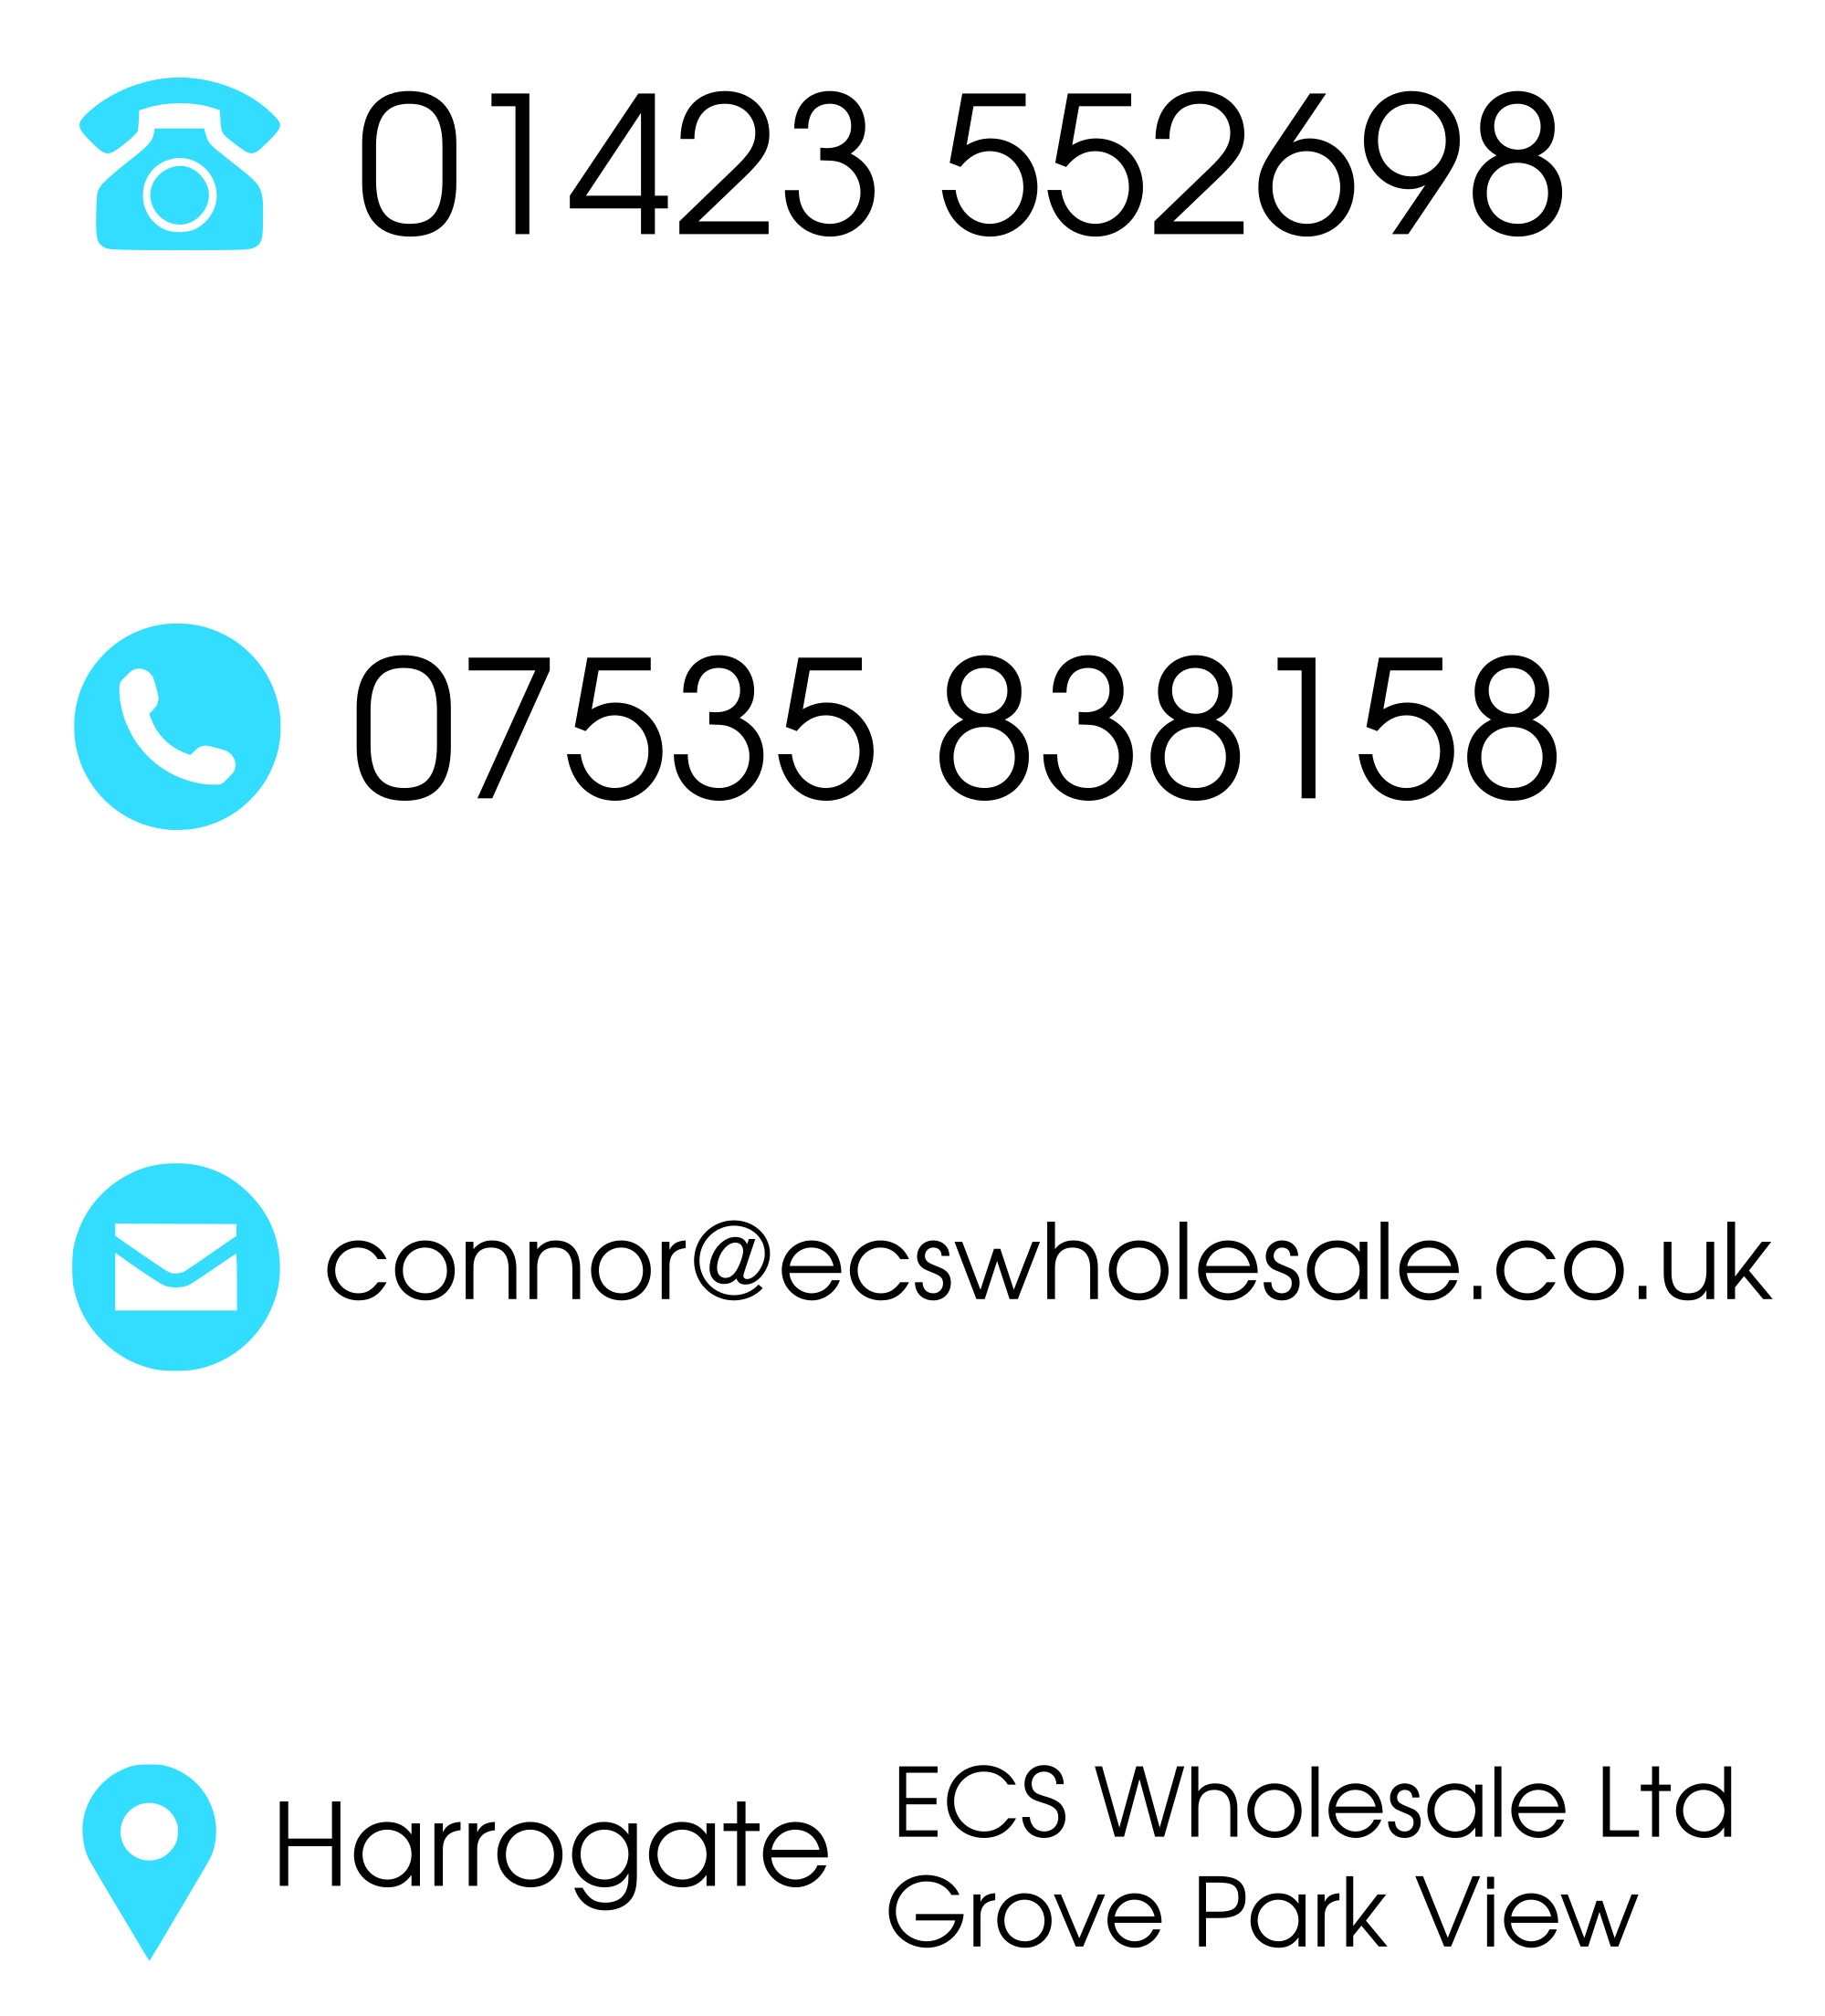 01423 552698
07535 838158
connor@ecswholesale.co.uk
Harrogate
ECS Wholesale Ltd
Grove Park View